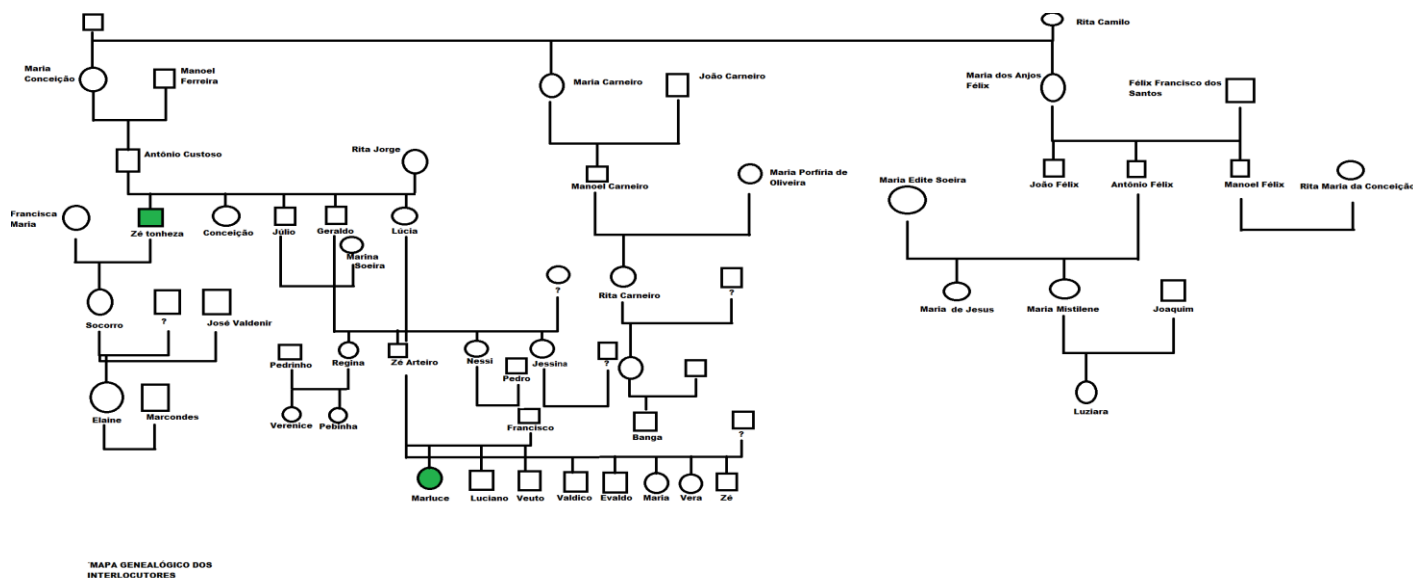 Rita Camilo
Maria
Conceição
Manoel
Ferreira
Maria Carneiro
João Carneiro
Maria dos Anjos
Félix
Félix Francisco dos
Santos
Antônio Custoso
Rita Jorge
Manoel Carneiro
Maria Porfíria de
Oliveira
Maria Edite Soeira
João Félix
Antônio Félix
Manoel Félix
Rita Maria da Conceição
Francisca
Maria
Zé tonheza
Conceição
Júlio
Geraldo
Lúcia
Marina
Soeira
?
Rita Carneiro
?
Maria de Jesus
Maria Mistilene
Joaquim
Socorro
?
José Valdenir
Pedrinho
Regina
Zé Arteiro
Nessi
Jessina
Pedro
?
Elaine
Marcondes
Verenice
Pebinha
Francisco
Banga
Luziara
?
Marluce
Luciano
Veuto
Valdico
Evaldo
Maria
Vera
Zé
'MAPA GENEALÓGICO DOS
INTERLOCUTORES